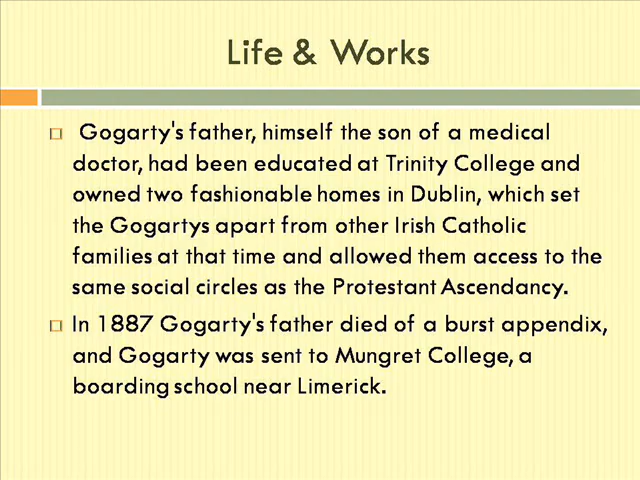 Life & Works
Gogarty's father, himself the son of a medical
doctor, had been educated at Trinity College and
owned two fashionable homes in Dublin, which set
the Gogartys apart from other Irish Catholic
families at that time and allowed them access to the
same social circles as the Protestant Ascendancy.
In 1887 Gogarty's father died of a burst appendix,
and Gogarty was sent to Mungret College, a
boarding school near Limerick.